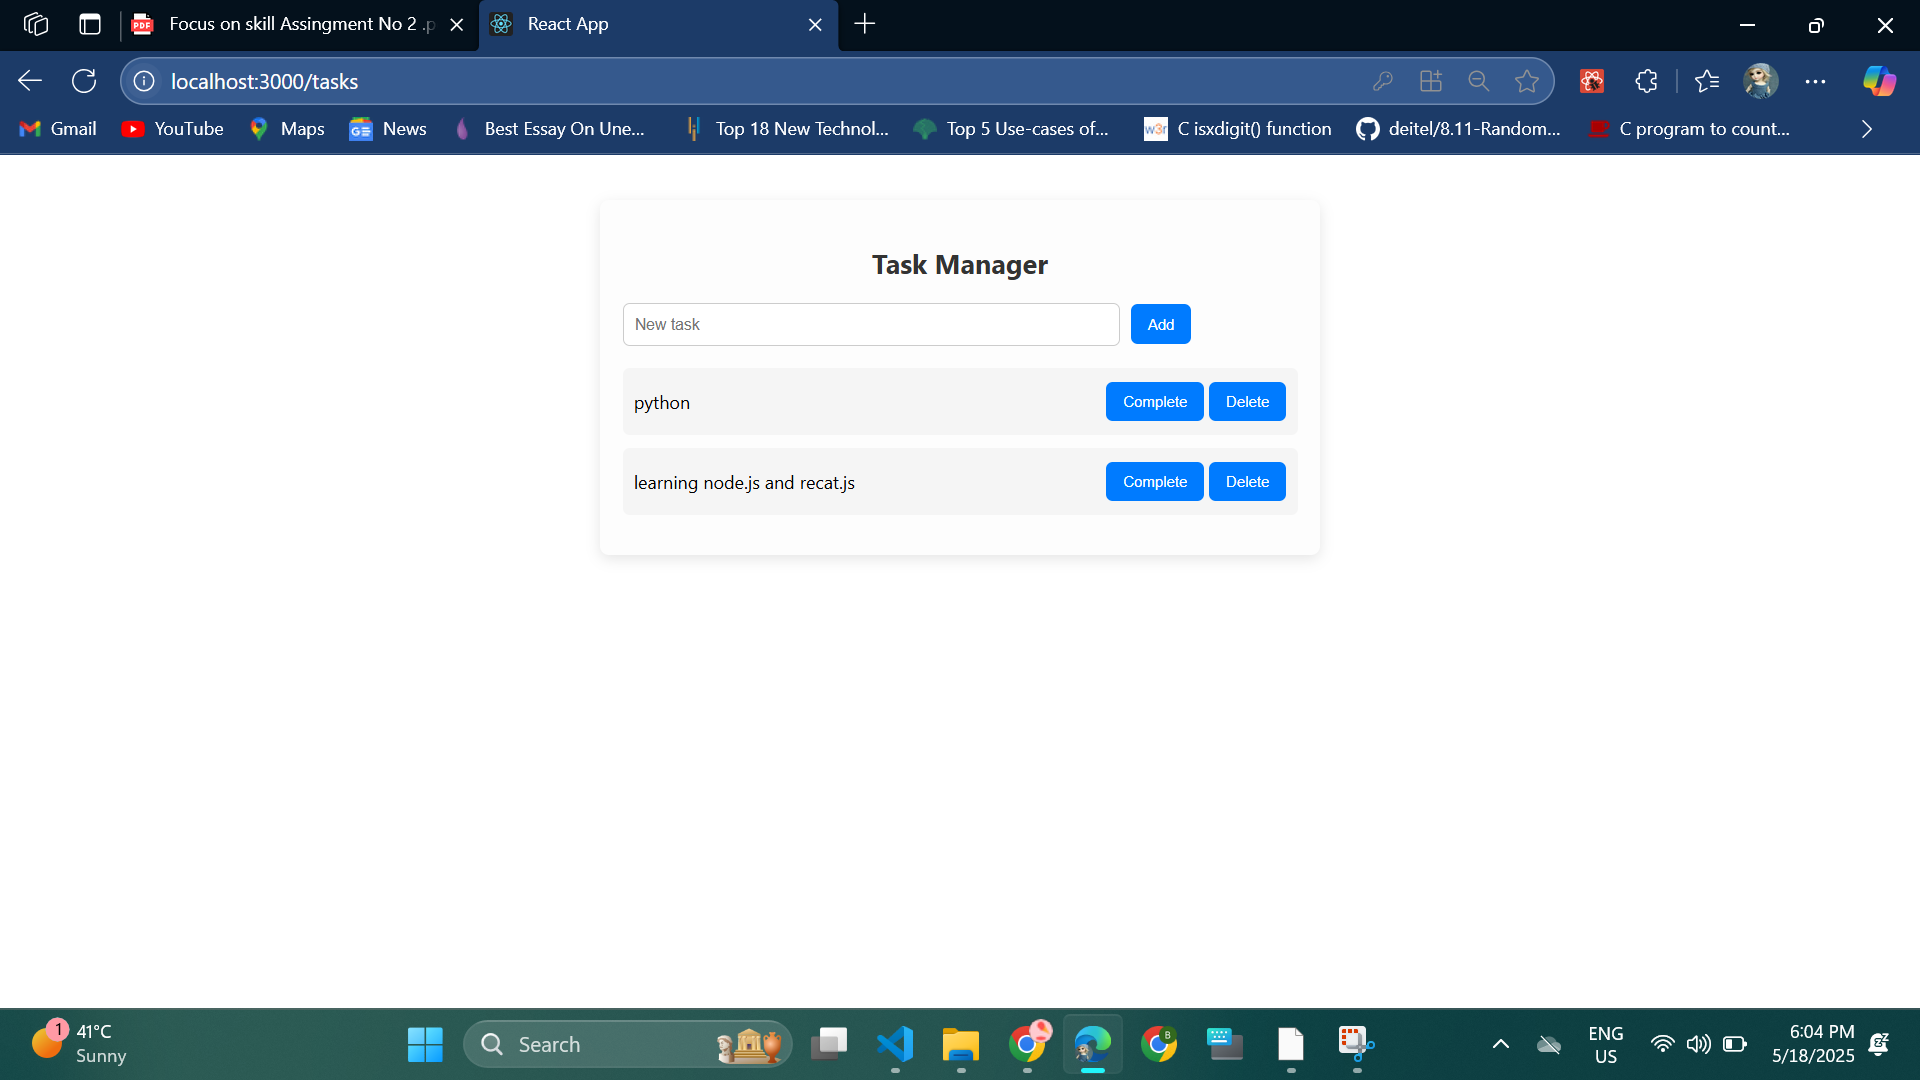 Focus on skill Assingment No 2 .p
React App
localhost:3000/tasks
Gmail
YouTube
Maps
News
Best Essay On Une...
Top 18 New Technol...
Top 5 Use-cases of...
C isxdigit() function
deitel/8.11-Random...
C program to count...
Task Manager
New task
Add
python
Complete
Delete
learning node.js and recat.js
Complete
Delete
1
41°C
Sunny
Search
ENG
US
6:04 PM
5/18/2025